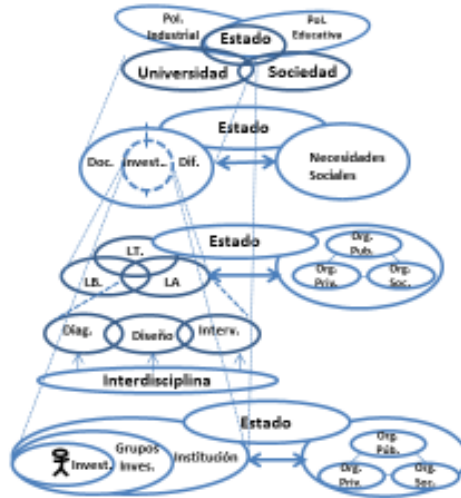 Pol.
Industrial
Pol.
Educativa
Estado
Universidad
Sociedad
Estado
Doc.
Invest..
Dif.
Necesidades
Sociales
Estado
LT.
LB.
LA
Org.
Pub.
Org.
Priv.
Org.
Soc.
Diag.
Diseño
Interv.
Interdisciplina
Estado
Invest.
Grupos
Inves.
Institución
Org.
Púb.
Org.
Priv.
Org.
Soc.